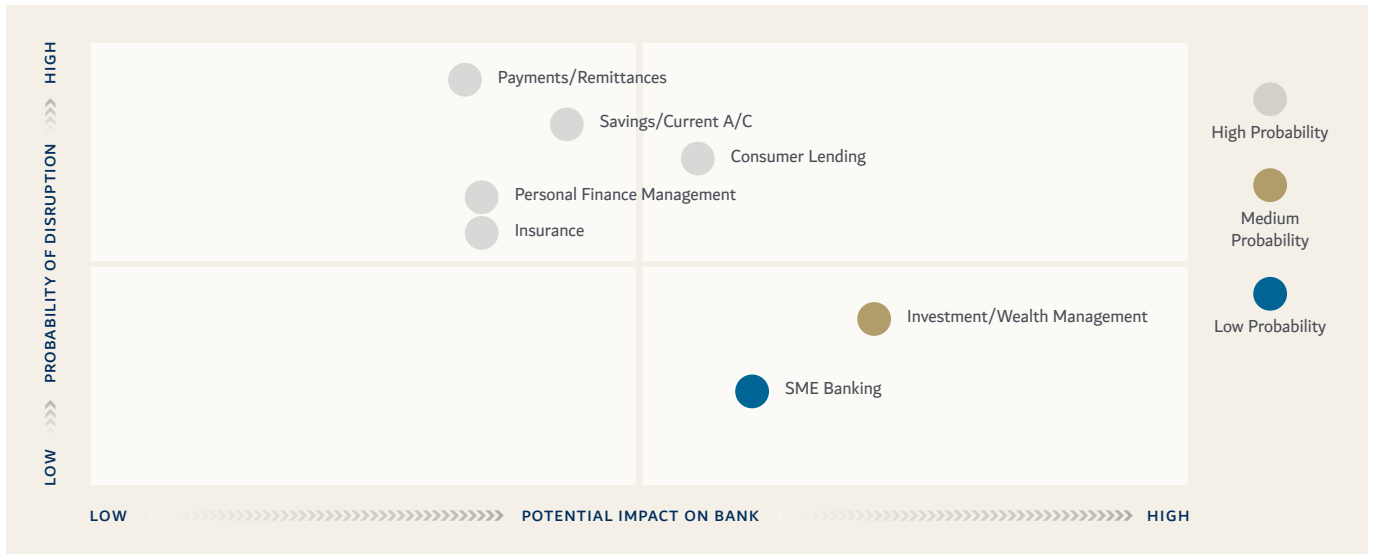 HIGH
PROBABILITY OF DISRUPTION
LOW
Payments/Remittances
Savings/Current A/C
Consumer Lending
Personal Finance Management
Insurance
Investment/Wealth Management
SME Banking
LOW
POTENTIAL IMPACT ON BANK
HIGH
High Probability
Medium
Probability
Low Probability